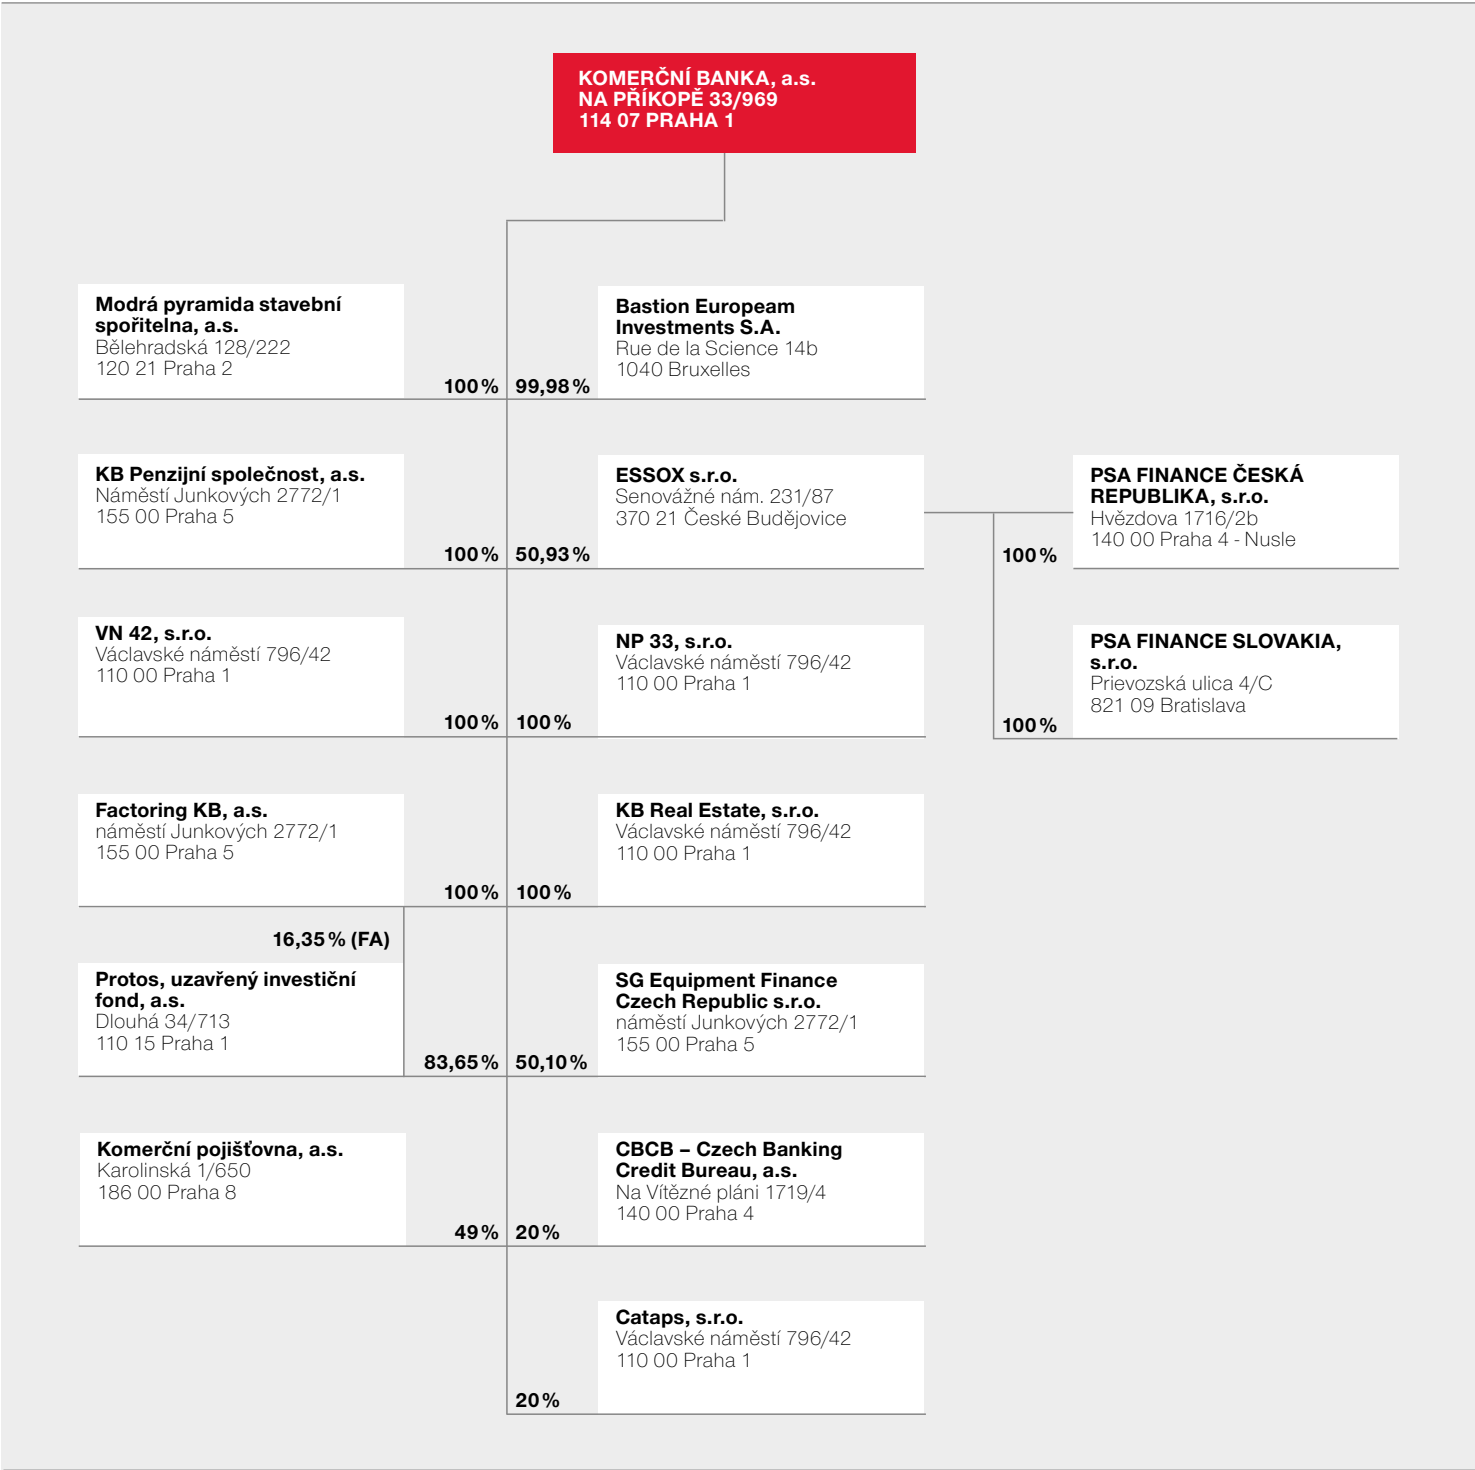 KOMERČNÍ BANKA, a.s.
NA PŘÍKOPĚ 33/969
114 07 PRAHA 1
Modrá pyramida stavební
spořitelna, a.s.
Bělehradská 128/222
120 21 Praha 2
100 %
99,98 %
Bastion Europeam
Investments S.A.
Rue de la Science 14b
1040 Bruxelles
KB Penzijní společnost, a.s.
Náměstí Junkových 2772/1
155 00 Praha 5
100 %
50,93 %
ESSOX s.r.o.
Senovážné nám. 231/87
370 21 České Budějovice
100 %
PSA FINANCE ČESKÁ
REPUBLIKA, s.r.o.
Hvězdova 1716/2b
140 00 Praha 4 - Nusle
VN 42, s.r.o.
Václavské náměstí 796/42
110 00 Praha 1
100 %
100 %
NP 33, s.r.o.
Václavské náměstí 796/42
110 00 Praha 1
100 %
PSA FINANCE SLOVAKIA,
s.r.o.
Prievozská ulica 4/C
821 09 Bratislava
Factoring KB, a.s.
náměstí Junkových 2772/1
155 00 Praha 5
100 %
100 %
KB Real Estate, s.r.o.
Václavské náměstí 796/42
110 00 Praha 1
16,35 % (FA)
Protos, uzavřený investiční
fond, a.s.
Dlouhá 34/713
110 15 Praha 1
83,65 %
50,10 %
SG Equipment Finance
Czech Republic s.r.o.
náměstí Junkových 2772/1
155 00 Praha 5
Komerční pojišťovna, a.s.
Karolinská 1/650
186 00 Praha 8
49 %
20 %
CBCB – Czech Banking
Credit Bureau, a.s.
Na Vítězné pláni 1719/4
140 00 Praha 4
20 %
Cataps, s.r.o.
Václavské náměstí 796/42
110 00 Praha 1